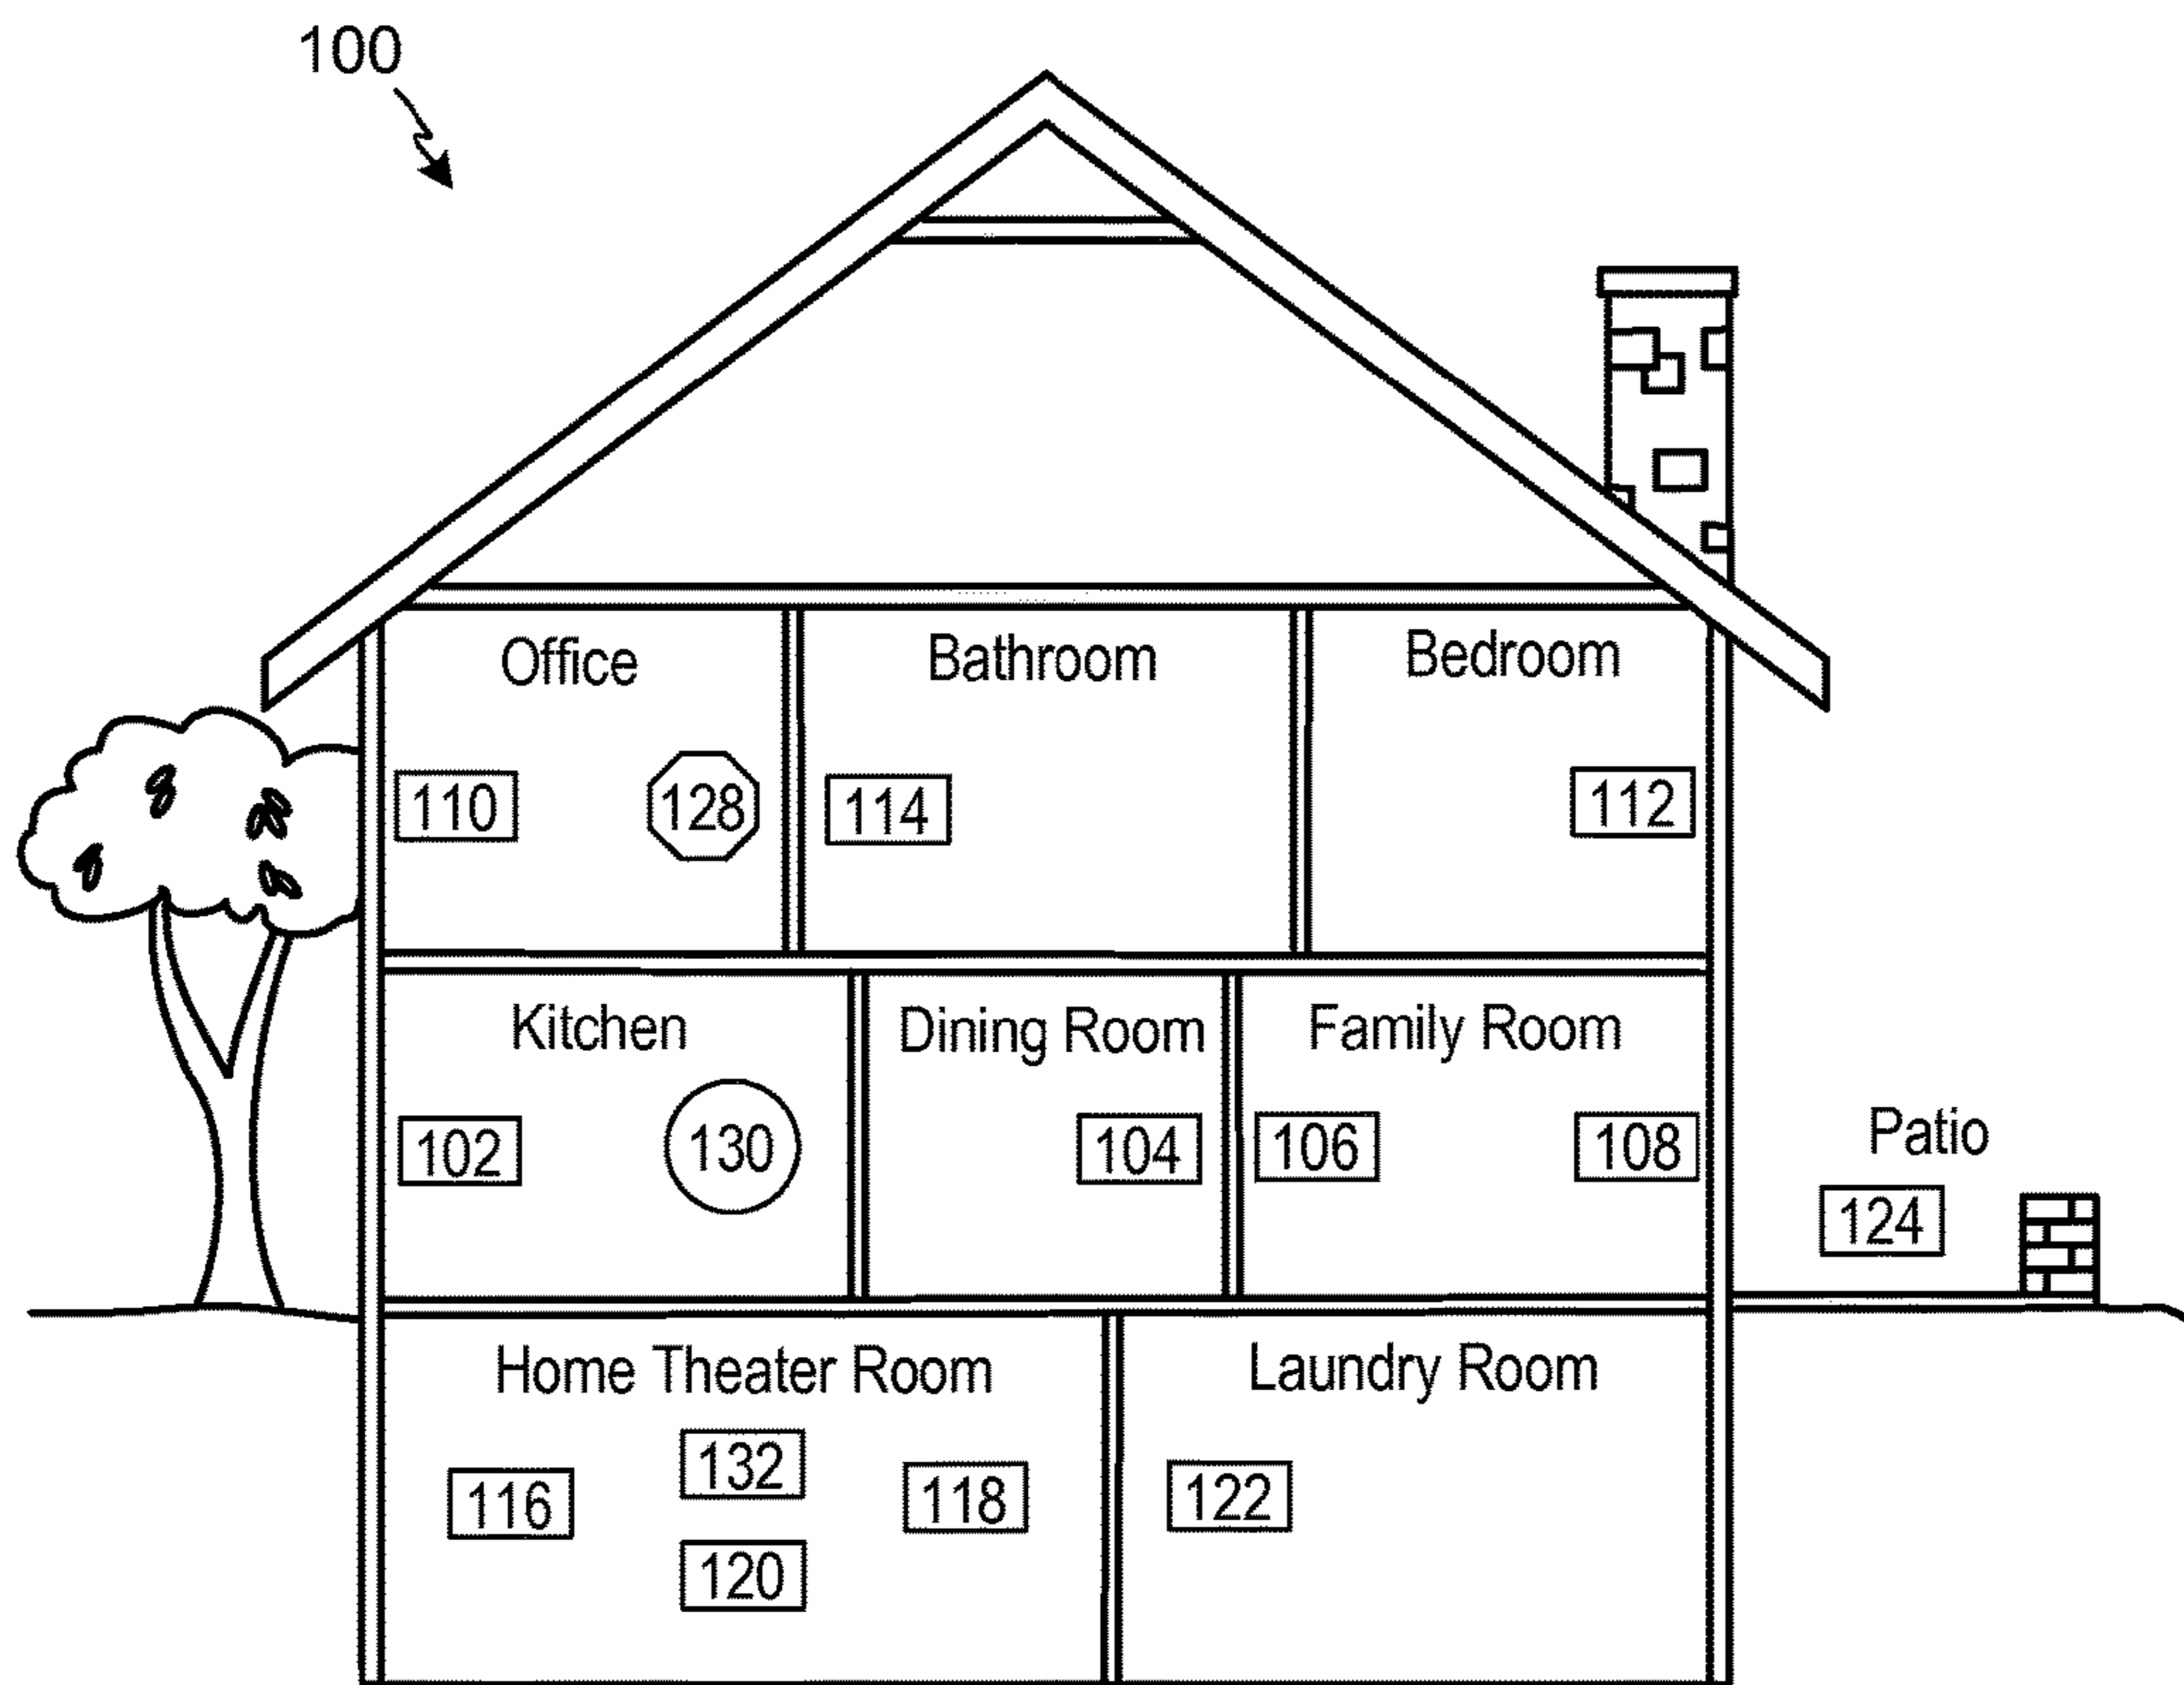 100
Office
Bathroom
Bedroom
110
128
114
112
Kitchen
Dining Room
Family Room
102
130
104
106
108
Patio
124
Home Theater Room
Laundry Room
116
132
118
122
120